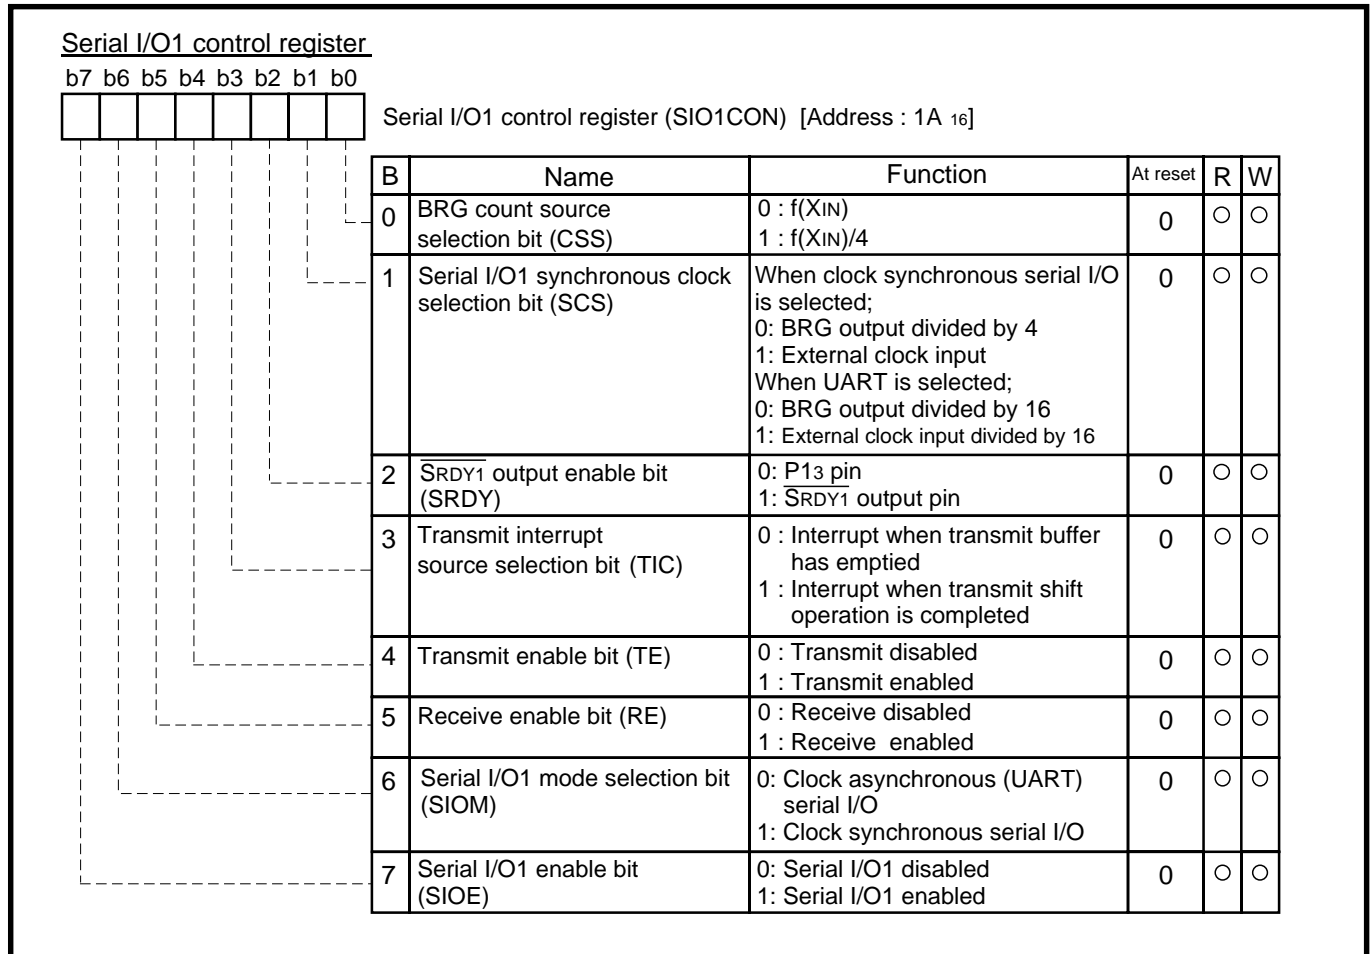 Serial I/O1 control register
b7 b6 b5 b4 b3 b2 b1 b0
Serial I/O1 control register (SIO1CON) [Address : 1A 16]
B Name Function At reset R W
0 BRG count source selection bit (CSS) 0 : f(XIN) 0 ○ ○
1 : f(XIN)/4
1 Serial I/O1 synchronous clock selection bit (SCS) When clock synchronous serial I/O 0 ○ ○
is selected;
0: BRG output divided by 4
1: External clock input
When UART is selected;
0: BRG output divided by 16
1: External clock input divided by 16
2 SRDY1 output enable bit (SRDY) 0: P13 pin 0 ○ ○
1: SRDY1 output pin
3 Transmit interrupt source selection bit (TIC) 0 : Interrupt when transmit buffer 0 ○ ○
has emptied
1 : Interrupt when transmit shift
operation is completed
4 Transmit enable bit (TE) 0 : Transmit disabled 0 ○ ○
1 : Transmit enabled
5 Receive enable bit (RE) 0 : Receive disabled 0 ○ ○
1 : Receive enabled
6 Serial I/O1 mode selection bit (SIOM) 0: Clock asynchronous (UART) 0 ○ ○
serial I/O
1: Clock synchronous serial I/O
7 Serial I/O1 enable bit (SIOE) 0: Serial I/O1 disabled 0 ○ ○
1: Serial I/O1 enabled